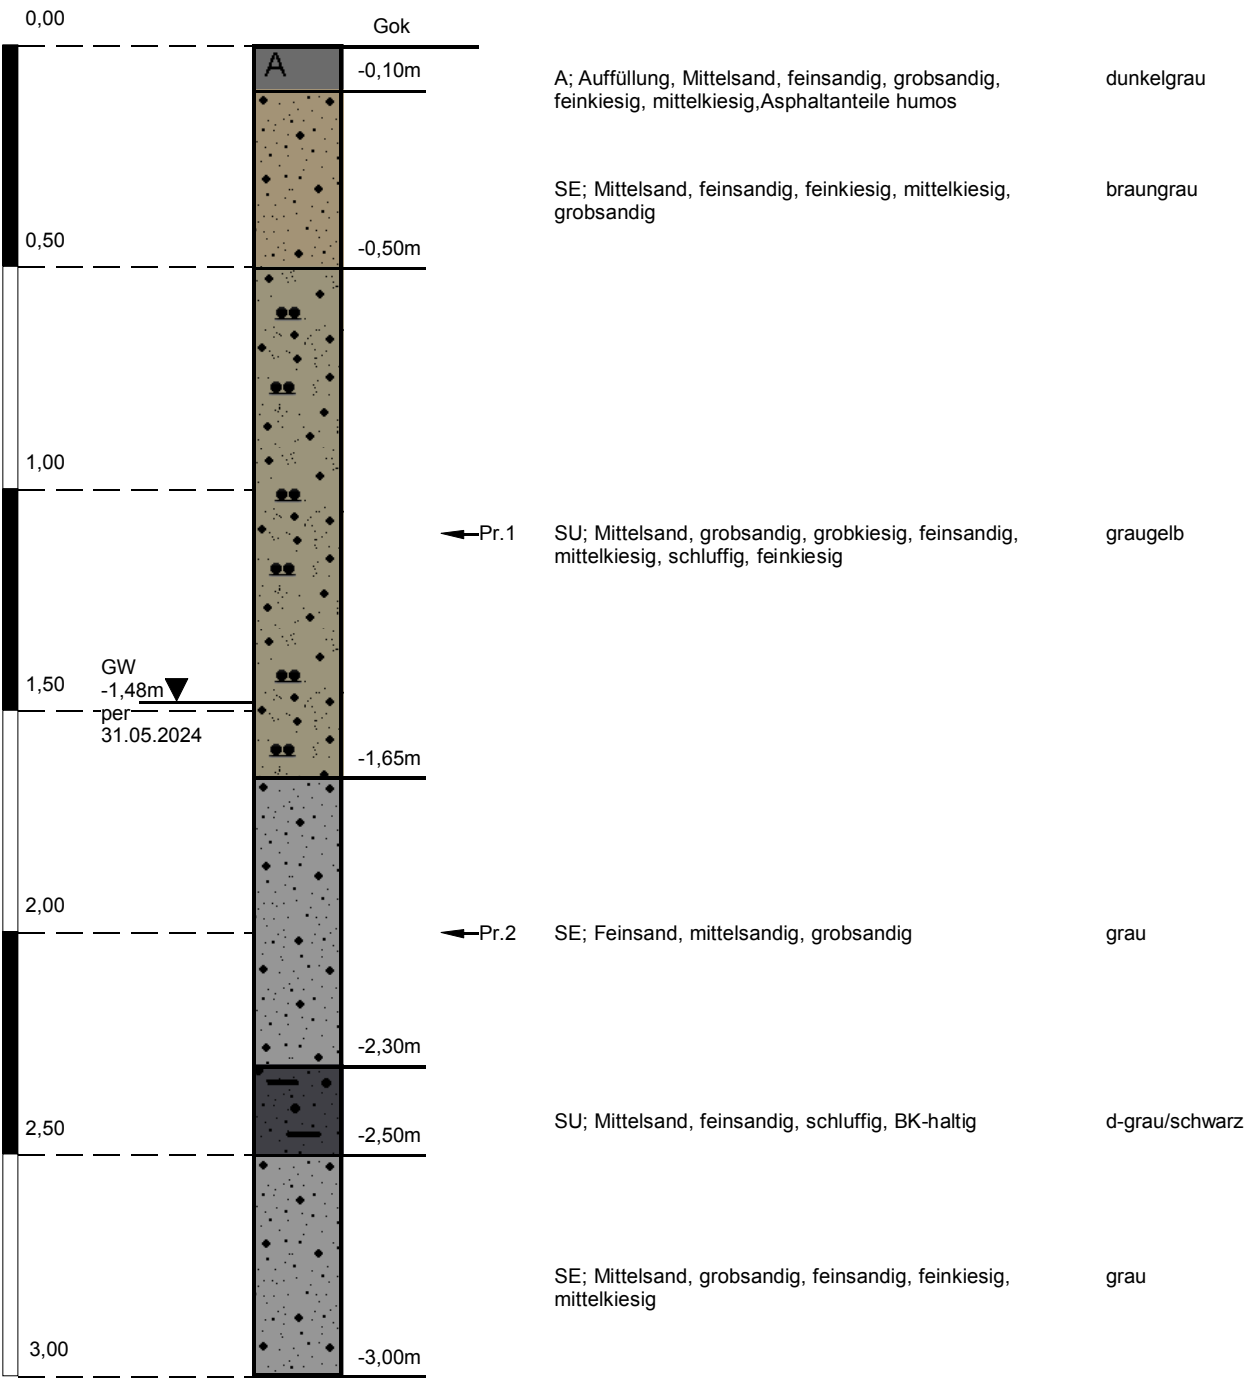 0,00
Gok
A
-0,10m
A; Auffüllung, Mittelsand, feinsandig, grobsandig,
feinkiesig, mittelkiesig,Asphaltanteile humos
dunkelgrau
SE; Mittelsand, feinsandig, feinkiesig, mittelkiesig,
grobsandig
braungrau
0,50
-0,50m
1,00
Pr.1
SU; Mittelsand, grobsandig, grobkiesig, feinsandig,
mittelkiesig, schluffig, feinkiesig
graugelb
1,50
GW
-1,48m
per
31.05.2024
-1,65m
2,00
Pr.2
SE; Feinsand, mittelsandig, grobsandig
grau
-2,30m
SU; Mittelsand, feinsandig, schluffig, BK-haltig
d-grau/schwarz
2,50
-2,50m
SE; Mittelsand, grobsandig, feinsandig, feinkiesig,
mittelkiesig
grau
3,00
-3,00m